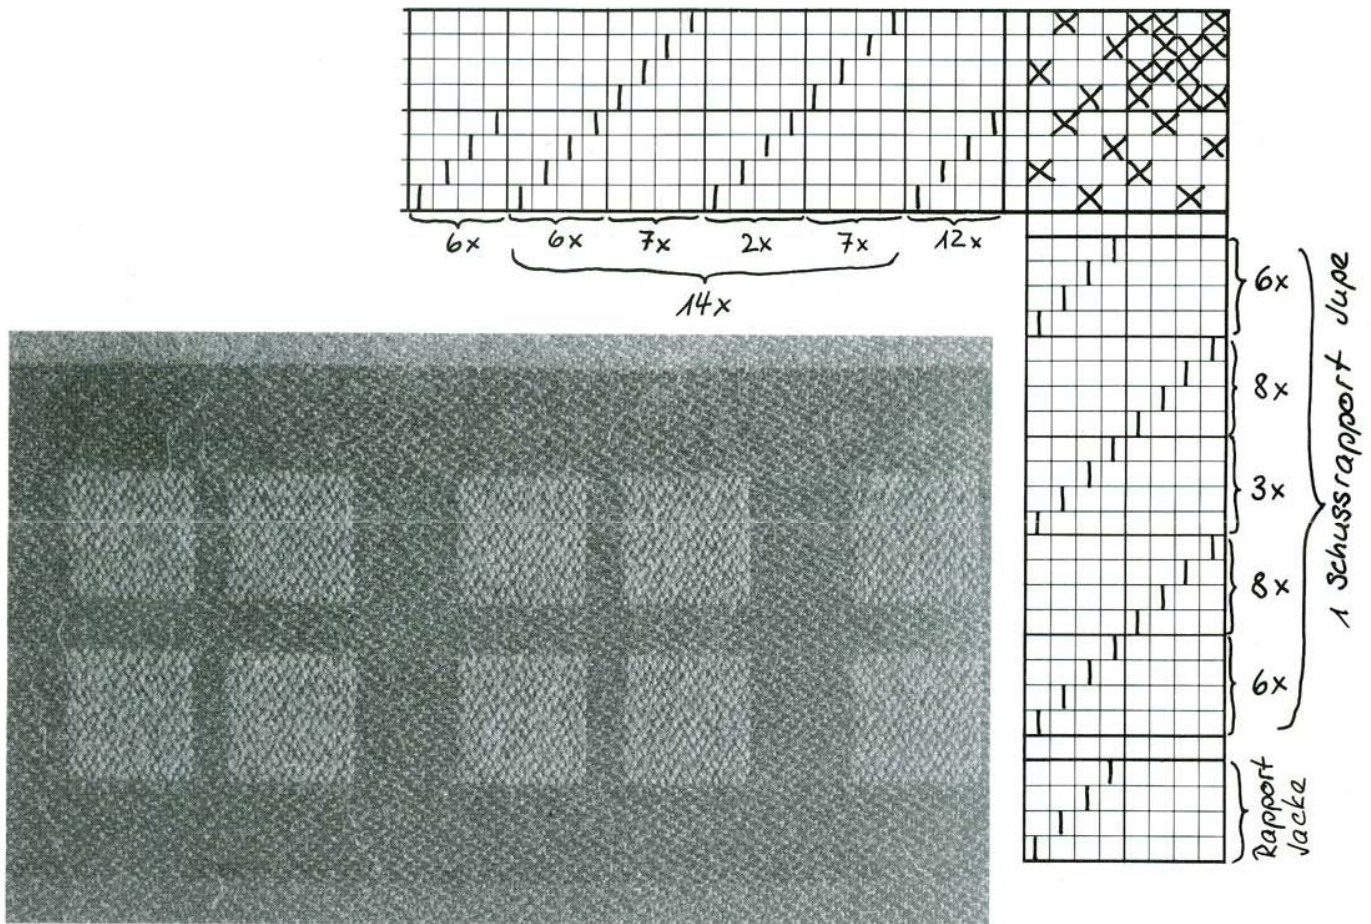 6x 6x 7x 2x 7x 12x
14x
6x
8x
3x
8x
6x
1 Schussrapport Jupe
Rapport
Jacke